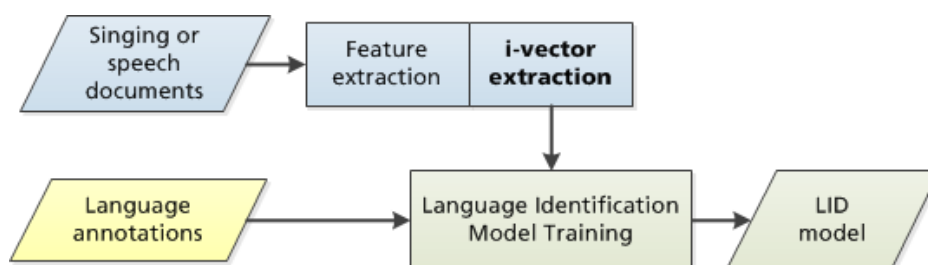 Singing or
speech
documents
Feature
extraction
i-vector
extraction
Language
annotations
Language Identification
Model Training
LID
model